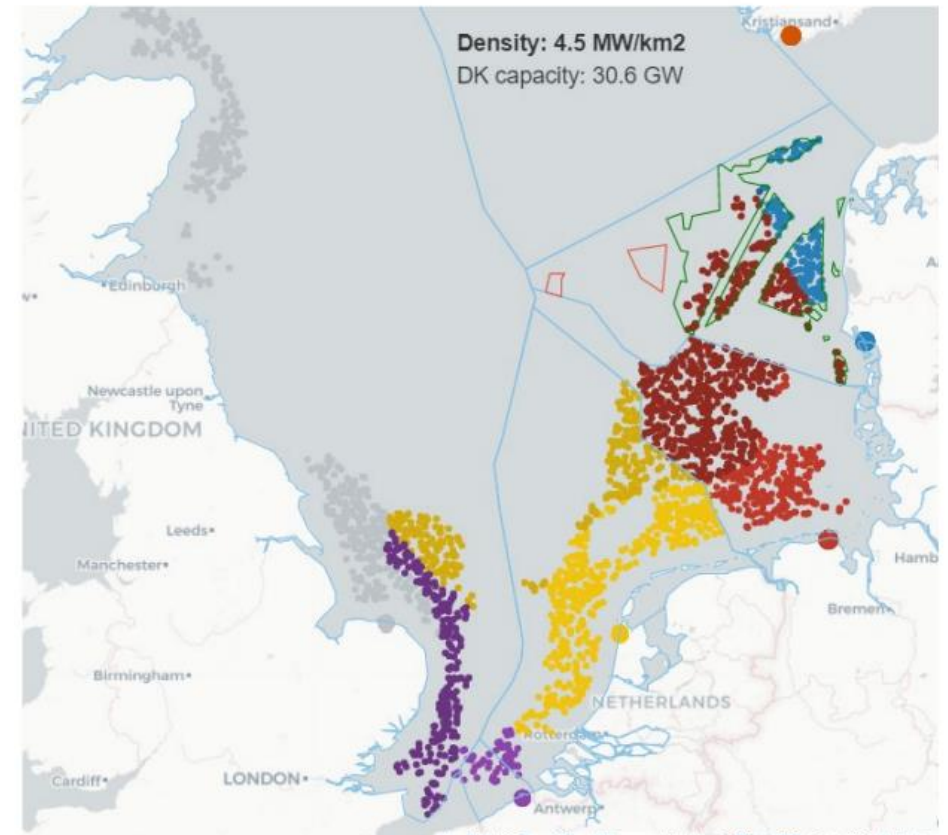 Kristiansand
Density: 4.5 MW/km2
DK capacity: 30.6 GW
Edinburgh
Newcastle upon
Tyne
UNITED KINGDOM
Leeds
Manchester
Hamb
Bremen
Birmingham
NETHERLANDS
Rotterdam
Cardiff
LONDON
Antwerp